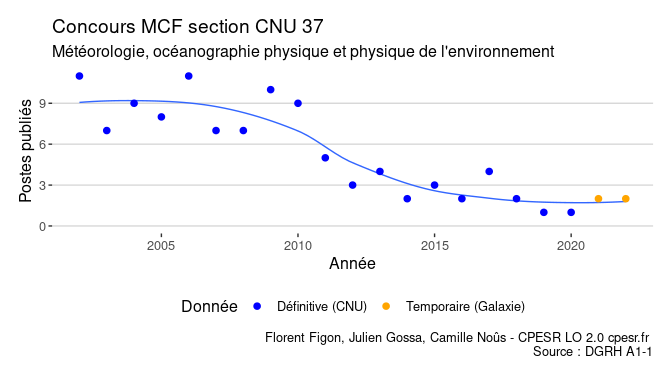 Concours MCF section CNU 37
Météorologie, océanographie physique et physique de l'environnement
Postes publiés
9
6
3
0
2005 2010 2015 2020
Année
Donnée Définitive (CNU) Temporaire (Galaxie)
Florent Figon, Julien Gossa, Camille Noûs - CPESR LO 2.0 cpesr.fr
Source : DGRH A1-1